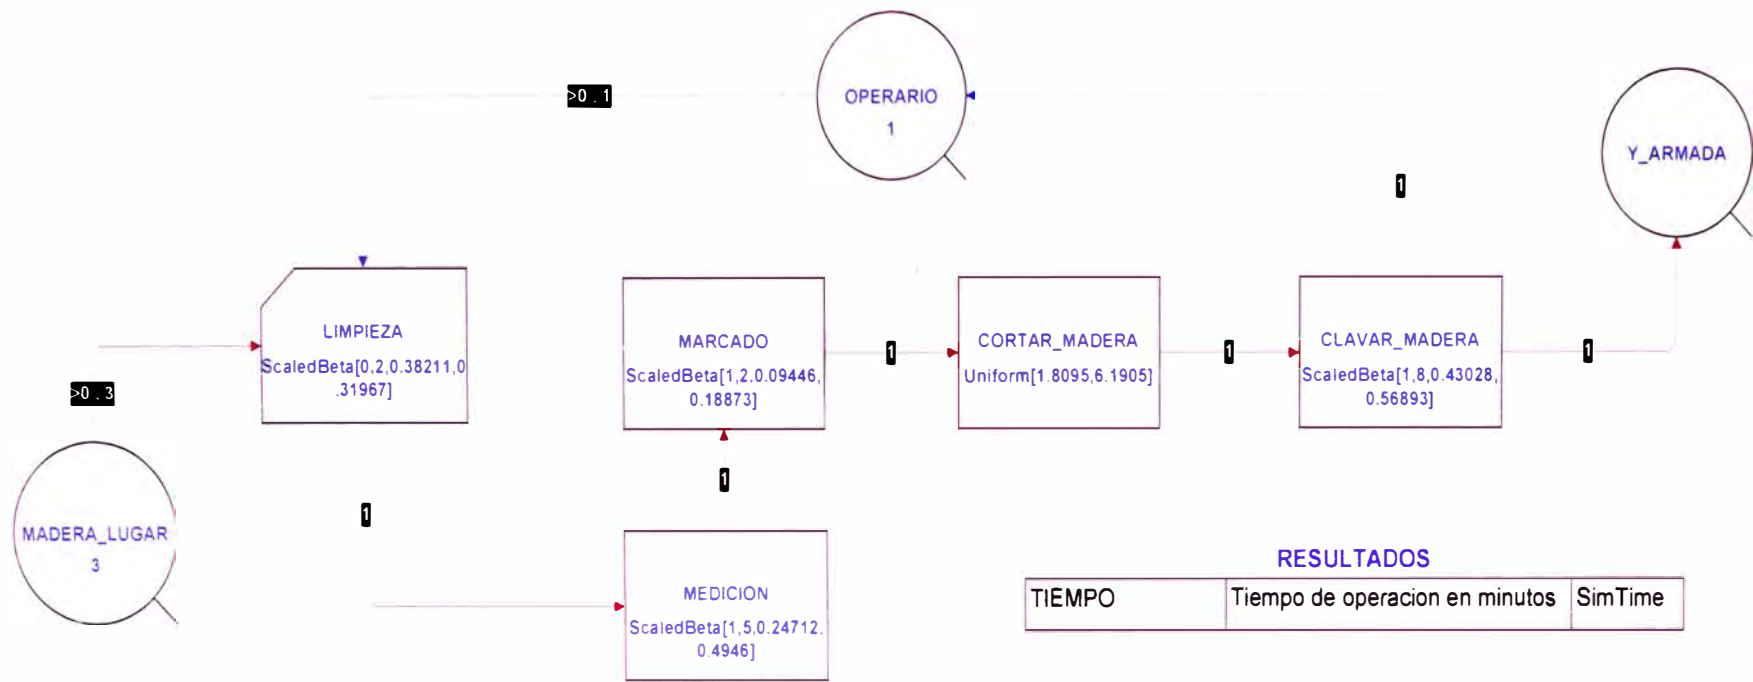 >0 . 1
OPERARIO
1
Y_ARMADA
1
LIMPIEZA
ScaledBeta[0,2,0.38211,0
.31967]
MARCADO
ScaledBeta[1,2,0.09446,
0.18873]
1
CORTAR_MADERA
Uniform[1.8095,6.1905]
1
CLAVAR_MADERA
ScaledBeta[1,8,0.43028,
0.56893]
1
>0 . 3
1
1
MADERA_LUGAR
3
MEDICION
ScaledBeta[1,5,0.24712,
0.4946]
RESULTADOS
TIEMPO Tiempo de operacion en minutos SimTime